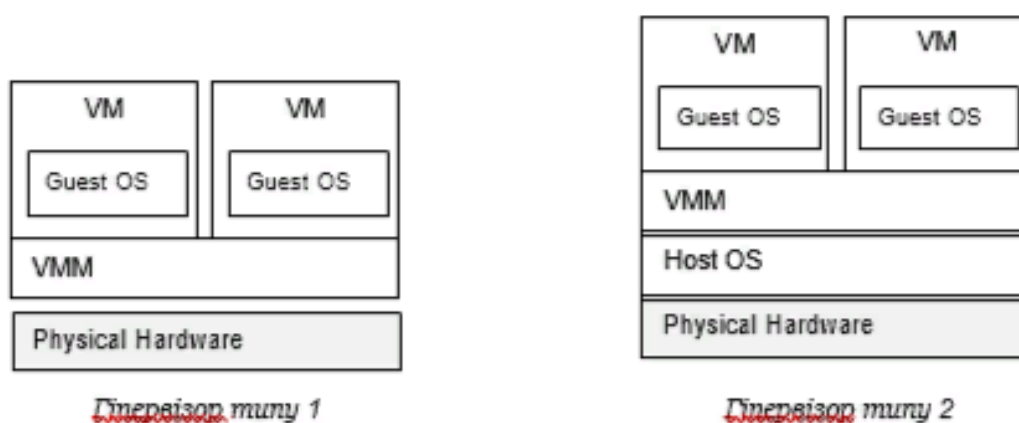 VM VM
Guest OS Guest OS
VMM
Physical Hardware
Гіпервізор типу 1
VM VM
Guest OS Guest OS
VMM
Host OS
Physical Hardware
Гіпервізор типу 2